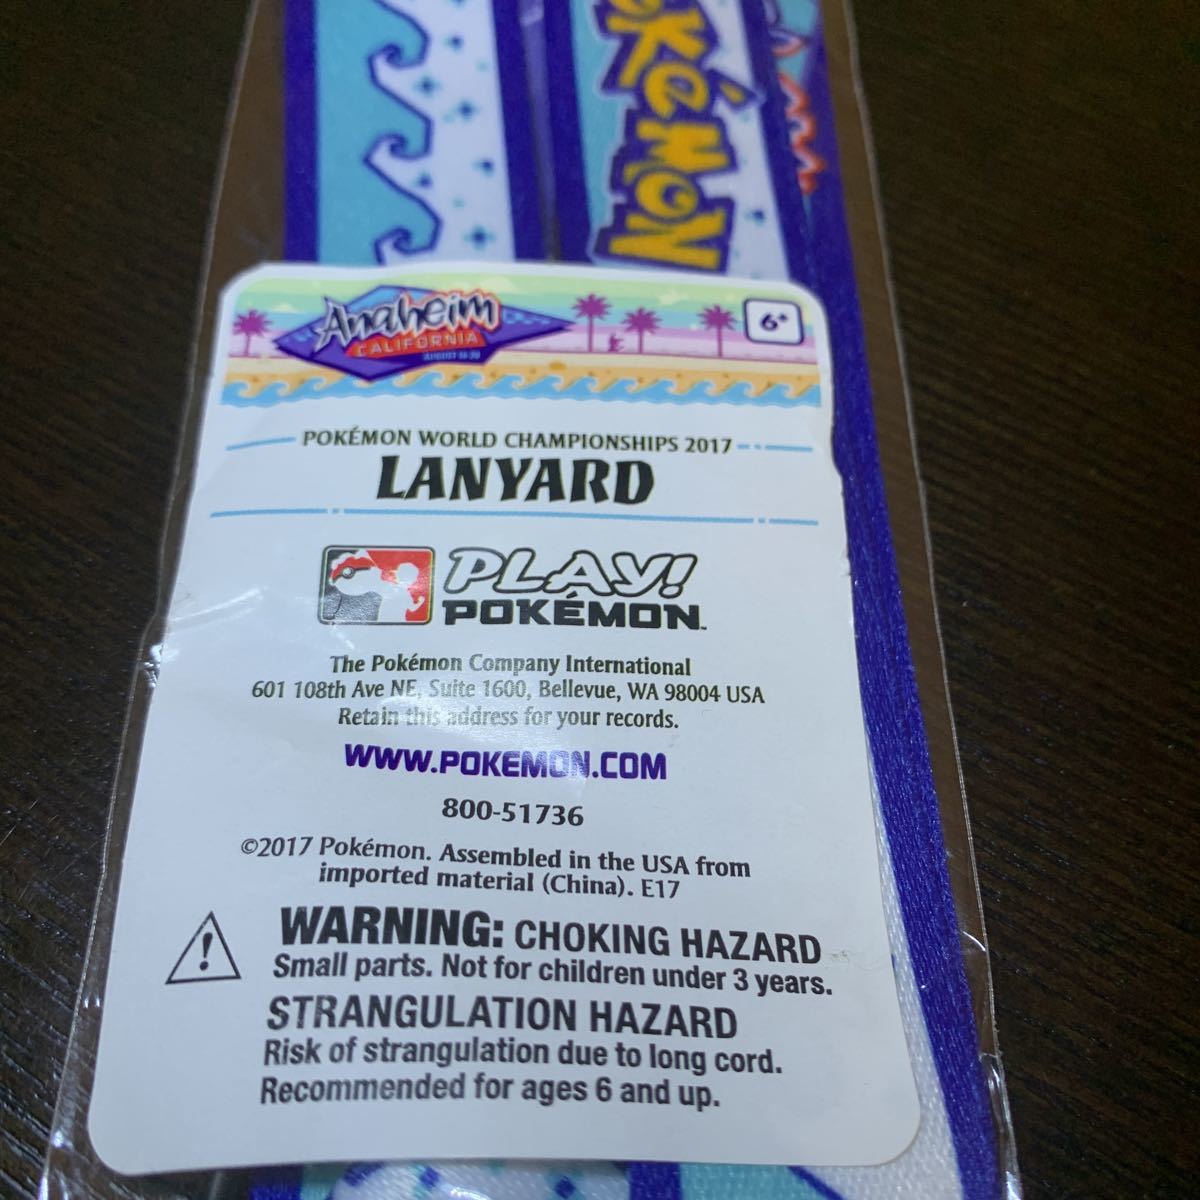 Pokémon
Anaheim
CALIFORNIA
6+
POKÉMON WORLD CHAMPIONSHIPS 2017
LANYARD
PLAY!
POKÉMON
The Pokémon Company International
601 108th Ave NE, Suite 1600, Bellevue, WA 98004 USA
Retain this address for your records.
WWW.POKEMON.COM
800-51736
©2017 Pokémon. Assembled in the USA from
imported material (China). E17
WARNING: CHOKING HAZARD
Small parts. Not for children under 3 years.
STRANGULATION HAZARD
Risk of strangulation due to long cord.
Recommended for ages 6 and up.